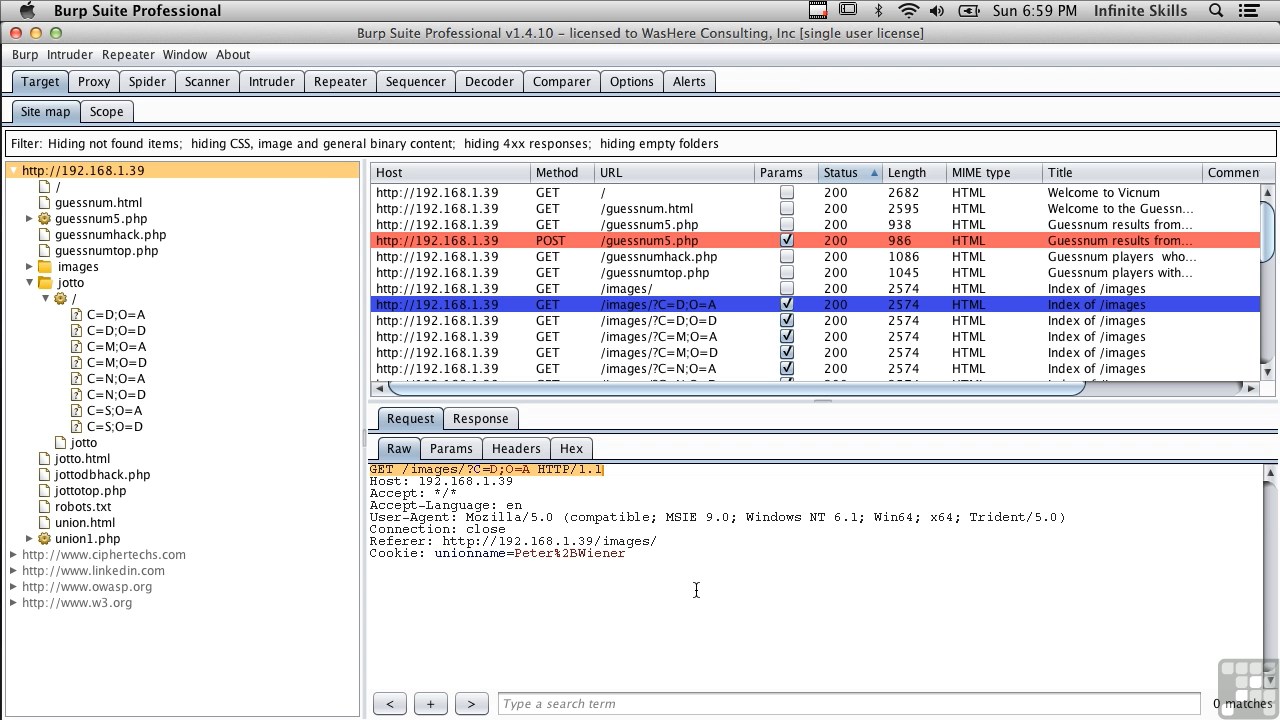 Burp Suite Professional Sun 6:59 PM Infinite Skills
Burp Suite Professional v1.4.10 – licensed to WasHere Consulting, Inc [single user license]
Burp Intruder Repeater Window About
Target Proxy Spider Scanner Intruder Repeater Sequencer Decoder Comparer Options Alerts
Site map Scope
Filter: Hiding not found items; hiding CSS, image and general binary content; hiding 4xx responses; hiding empty folders
http://192.168.1.39
/
guessnum.html
guessnum5.php
guessnumhack.php
guessnumtop.php
images
jotto
/
C=D;O=A
C=D;O=D
C=M;O=A
C=M;O=D
C=N;O=A
C=N;O=D
C=S;O=A
C=S;O=D
jotto
jotto.html
jottodbhack.php
jottotop.php
robots.txt
union.html
union1.php
http://www.ciphertechs.com
http://www.linkedin.com
http://www.owasp.org
http://www.w3.org
Host Method URL Params Status Length MIME type Title Commen
http://192.168.1.39 GET / 200 2682 HTML Welcome to Vicnum
http://192.168.1.39 GET /guessnum.html 200 2595 HTML Welcome to the Guessn...
http://192.168.1.39 GET /guessnum5.php 200 938 HTML Guessnum results from...
http://192.168.1.39 POST /guessnum5.php 200 986 HTML Guessnum results from...
http://192.168.1.39 GET /guessnumhack.php 200 1086 HTML Guessnum players who...
http://192.168.1.39 GET /guessnumtop.php 200 1045 HTML Guessnum players with...
http://192.168.1.39 GET /images/ 200 2574 HTML Index of /images
http://192.168.1.39 GET /images/?C=D;O=A 200 2574 HTML Index of /images
http://192.168.1.39 GET /images/?C=D;O=D 200 2574 HTML Index of /images
http://192.168.1.39 GET /images/?C=M;O=A 200 2574 HTML Index of /images
http://192.168.1.39 GET /images/?C=M;O=D 200 2574 HTML Index of /images
http://192.168.1.39 GET /images/?C=N;O=A 200 2574 HTML Index of /images
Request Response
Raw Params Headers Hex
GET /images/?C=D;O=A HTTP/1.1
Host: 192.168.1.39
Accept: */*
Accept-Language: en
User-Agent: Mozilla/5.0 (compatible; MSIE 9.0; Windows NT 6.1; Win64; x64; Trident/5.0)
Connection: close
Referer: http://192.168.1.39/images/
Cookie: unionname=Peter%2BWiener
< + > Type a search term 0 matches